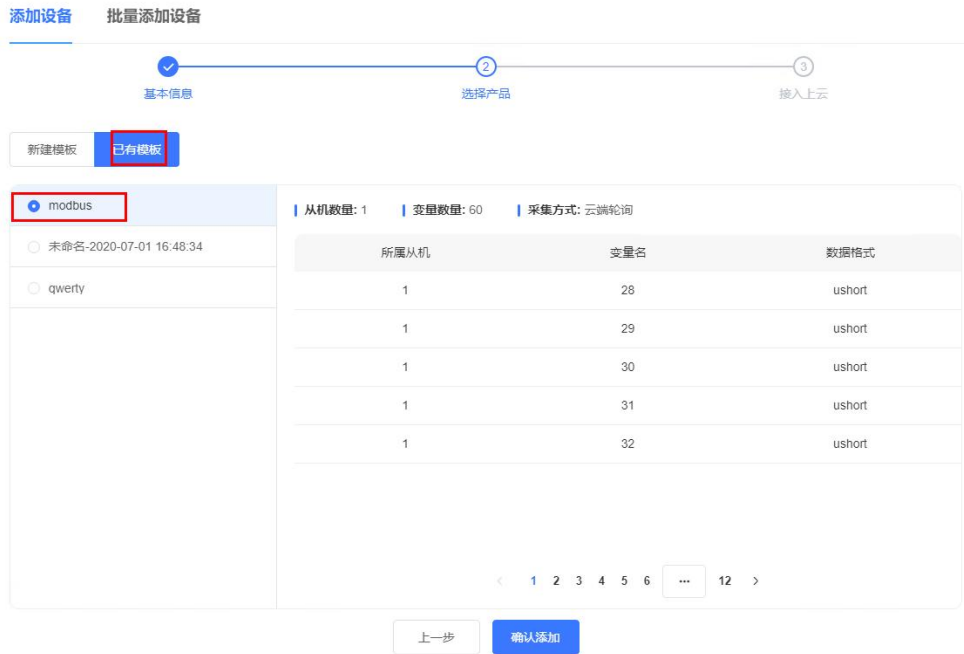 添加设备 批量添加设备
2 3
基本信息 选择产品 接入上云
新建模板 已有模板
modbus
未命名-2020-07-01 16:48:34
qwerty
从机数量: 1 变量数量: 60 采集方式: 云端轮询
所属从机 变量名 数据格式
1 28 ushort
1 29 ushort
1 30 ushort
1 31 ushort
1 32 ushort
< 1 2 3 4 5 6 ··· 12 >
上一步 确认添加